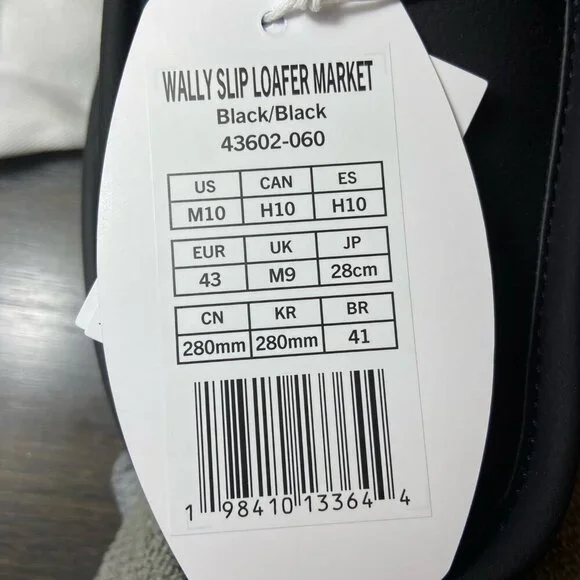 WALLY SLIP LOAFER MARKET
Black/Black
43602-060
US CAN ES
M10 H10 H10
EUR UK JP
43 M9 28cm
CN KR BR
280mm 280mm 41
1 98410 13364 4